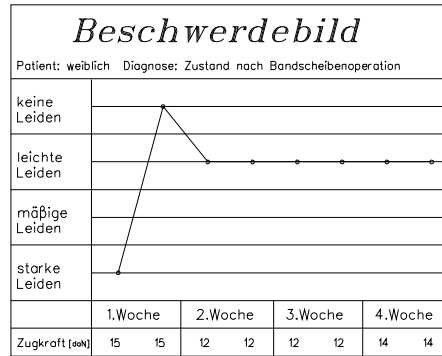 Beschwerdebild
Patient: weiblich Diagnose: Zustand nach Bandscheibenoperation
keine
Leiden
leichte
Leiden
mäßige
Leiden
starke
Leiden
1.Woche 2.Woche 3.Woche 4.Woche
Zugkraft [daN] 15 15 12 12 12 12 14 14